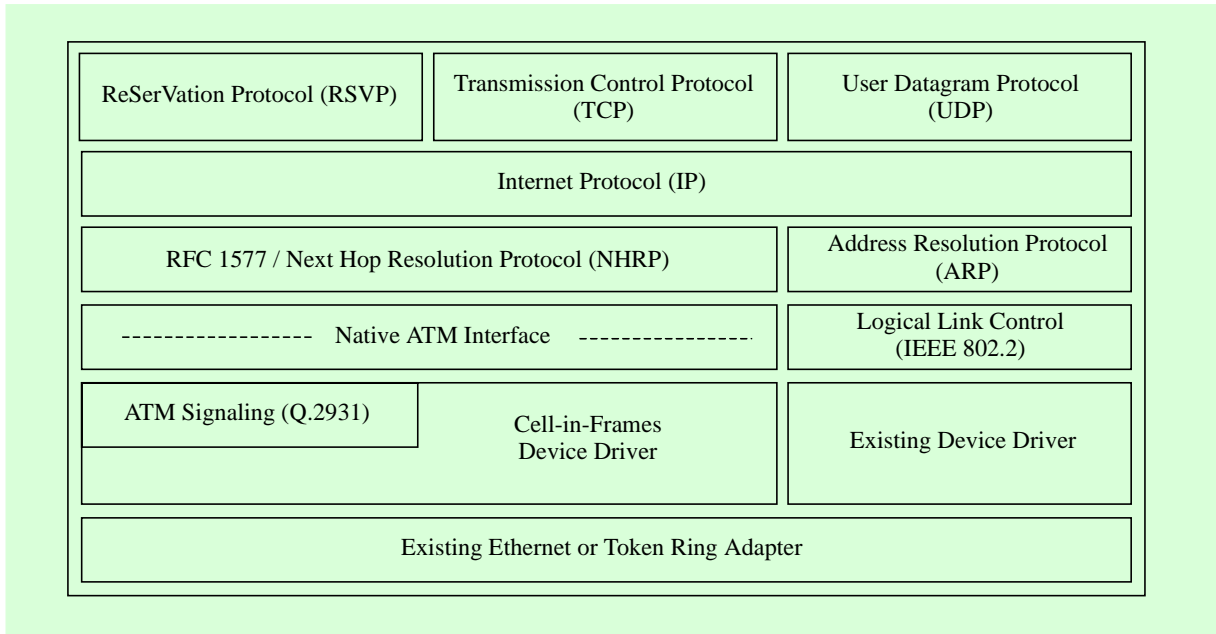 ReSerVation Protocol (RSVP)
Transmission Control Protocol
(TCP)
User Datagram Protocol
(UDP)
Internet Protocol (IP)
RFC 1577 / Next Hop Resolution Protocol (NHRP)
Address Resolution Protocol
(ARP)
Native ATM Interface
Logical Link Control
(IEEE 802.2)
ATM Signaling (Q.2931)
Cell-in-Frames
Device Driver
Existing Device Driver
Existing Ethernet or Token Ring Adapter